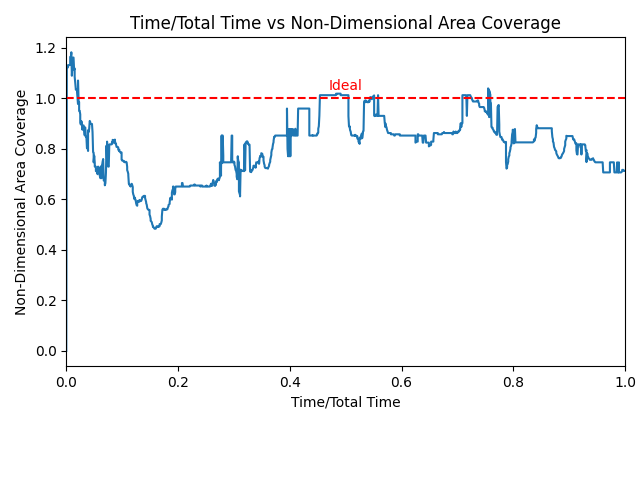 Time/Total Time vs Non-Dimensional Area Coverage
Non-Dimensional Area Coverage
1.2
1.0
0.8
0.6
0.4
0.2
0.0
Ideal
0.0 0.2 0.4 0.6 0.8 1.0
Time/Total Time